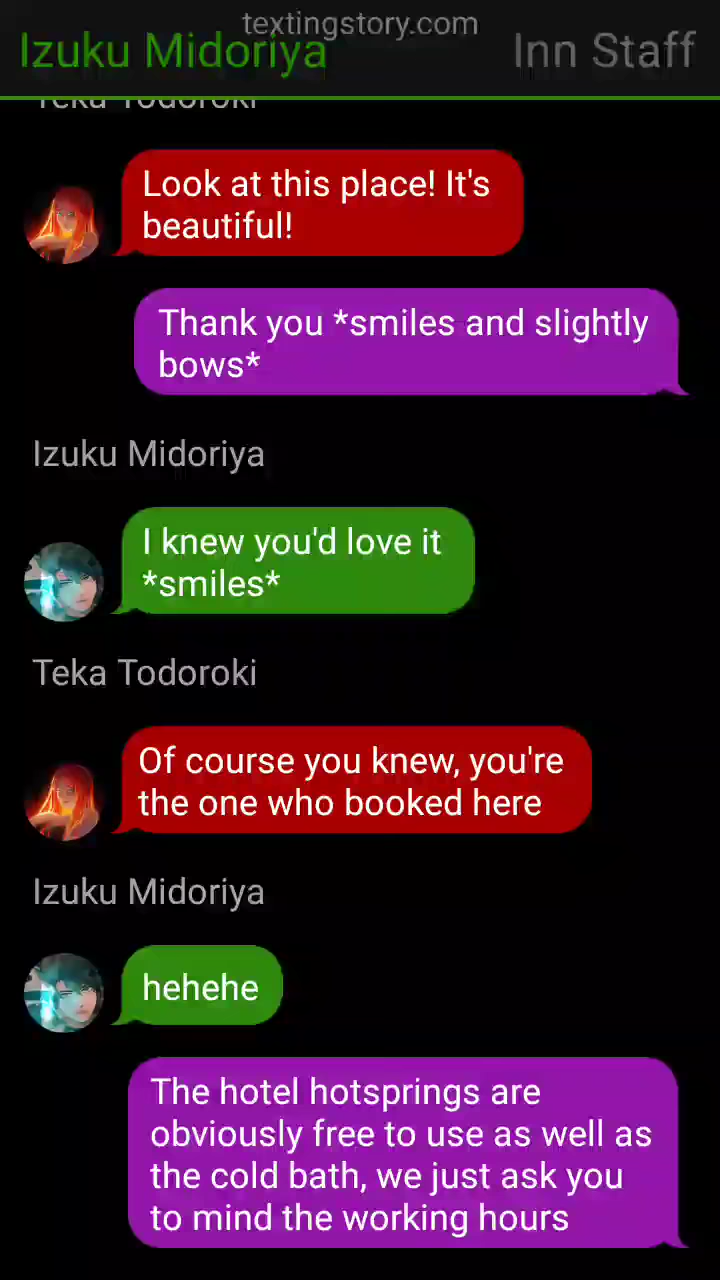 textingstory.com
Izuku Midoriya
Inn Staff
Teka Todoroki
Look at this place! It's
beautiful!
Thank you *smiles and slightly
bows*
Izuku Midoriya
I knew you'd love it
*smiles*
Teka Todoroki
Of course you knew, you're
the one who booked here
Izuku Midoriya
hehehe
The hotel hotsprings are
obviously free to use as well as
the cold bath, we just ask you
to mind the working hours